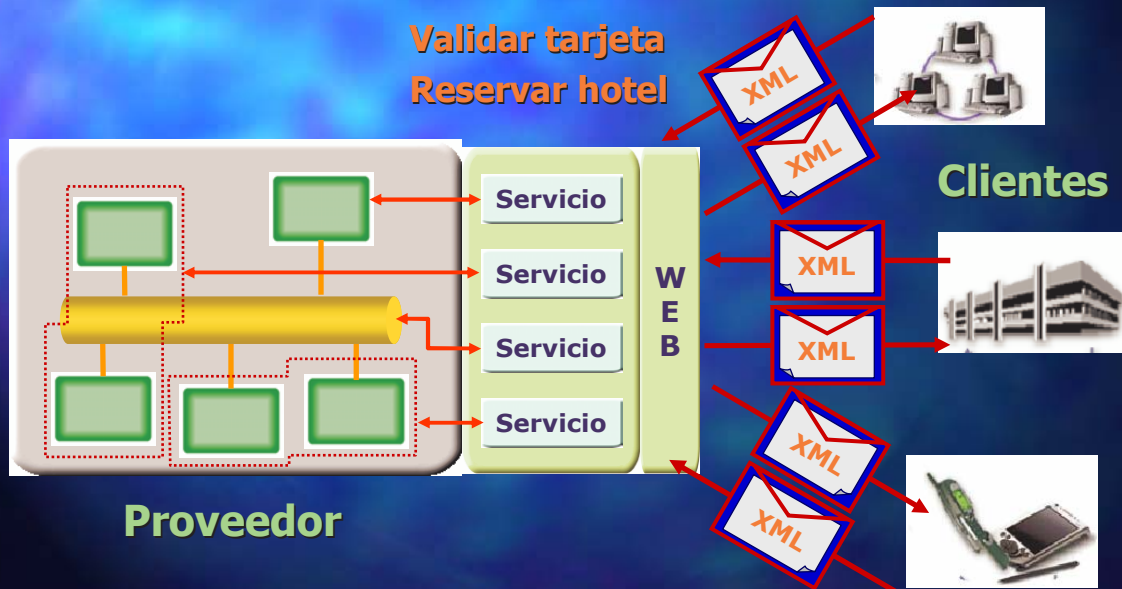 Validar tarjeta
Reservar hotel
XML
XML
Clientes
Servicio
Servicio
Servicio
Servicio
W
E
B
XML
XML
XML
XML
Proveedor